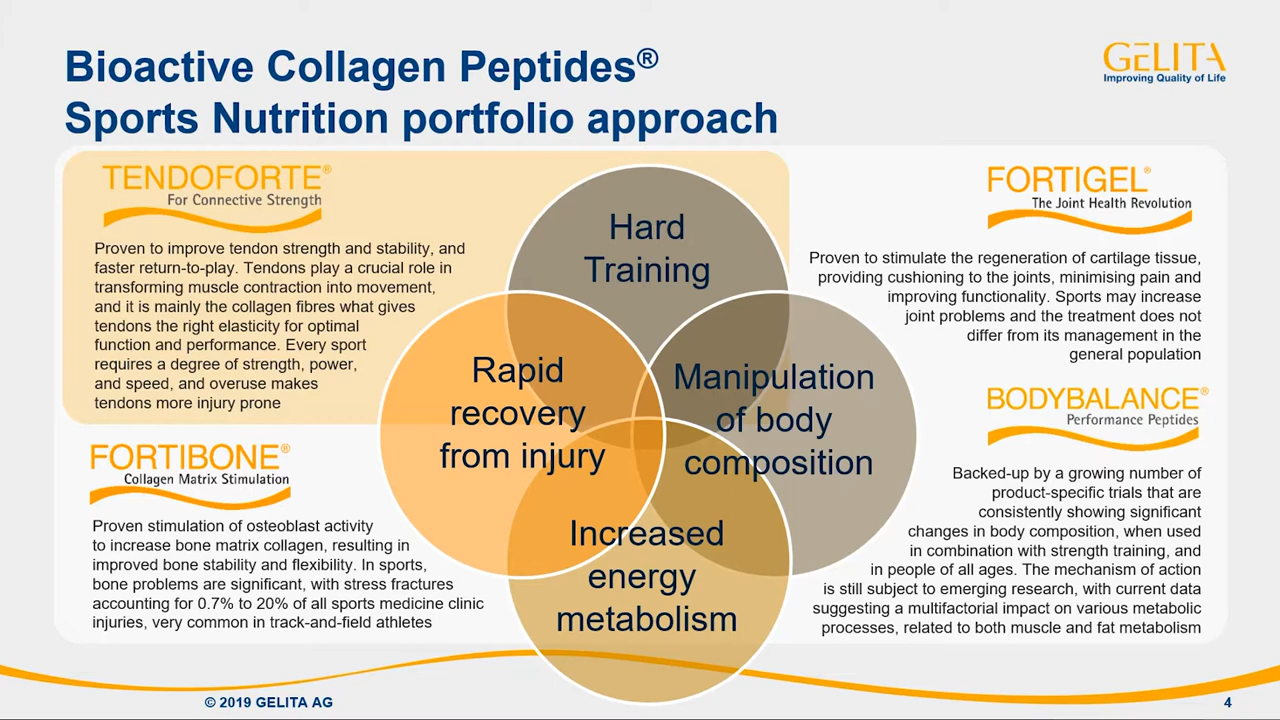 Bioactive Collagen Peptides®
Sports Nutrition portfolio approach
GELITA
Improving Quality of Life
TENDOFORTE®
For Connective Strength
Proven to improve tendon strength and stability, and
faster return-to-play. Tendons play a crucial role in
transforming muscle contraction into movement,
and it is mainly the collagen fibres what gives
tendons the right elasticity for optimal
function and performance. Every sport
requires a degree of strength, power,
and speed, and overuse makes
tendons more injury prone
FORTIBONE®
Collagen Matrix Stimulation
Proven stimulation of osteoblast activity
to increase bone matrix collagen, resulting in
improved bone stability and flexibility. In sports,
bone problems are significant, with stress fractures
accounting for 0.7% to 20% of all sports medicine clinic
injuries, very common in track-and-field athletes
Hard
Training
Rapid
recovery
from injury
Manipulation
of body
composition
Increased
energy
metabolism
FORTIGEL®
The Joint Health Revolution
Proven to stimulate the regeneration of cartilage tissue,
providing cushioning to the joints, minimising pain and
improving functionality. Sports may increase
joint problems and the treatment does not
differ from its management in the
general population
BODYBALANCE®
Performance Peptides
Backed-up by a growing number of
product-specific trials that are
consistently showing significant
changes in body composition, when used
in combination with strength training, and
in people of all ages. The mechanism of action
is still subject to emerging research, with current data
suggesting a multifactorial impact on various metabolic
processes, related to both muscle and fat metabolism
© 2019 GELITA AG
4